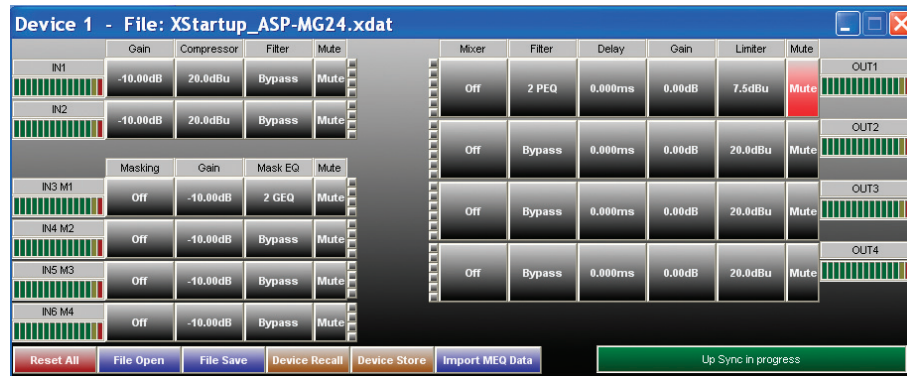 Device 1 - File: XStartup_ASP-MG24.xdat
Gain Compressor Filter Mute
IN1 -10.00dB 20.0dBu Bypass Mute
IN2 -10.00dB 20.0dBu Bypass Mute
Masking Gain Mask EQ Mute
IN3 M1 Off -10.00dB 2 GEQ Mute
IN4 M2 Off -10.00dB Bypass Mute
IN5 M3 Off -10.00dB Bypass Mute
IN6 M4 Off -10.00dB Bypass Mute
Mixer Filter Delay Gain Limiter Mute
Off 2 PEQ 0.000ms 0.00dB 7.5dBu Mute OUT1
Off Bypass 0.000ms 0.00dB 20.0dBu Mute OUT2
Off Bypass 0.000ms 0.00dB 20.0dBu Mute OUT3
Off Bypass 0.000ms 0.00dB 20.0dBu Mute OUT4
Reset All File Open File Save Device Recall Device Store Import MEQ Data Up Sync in progress